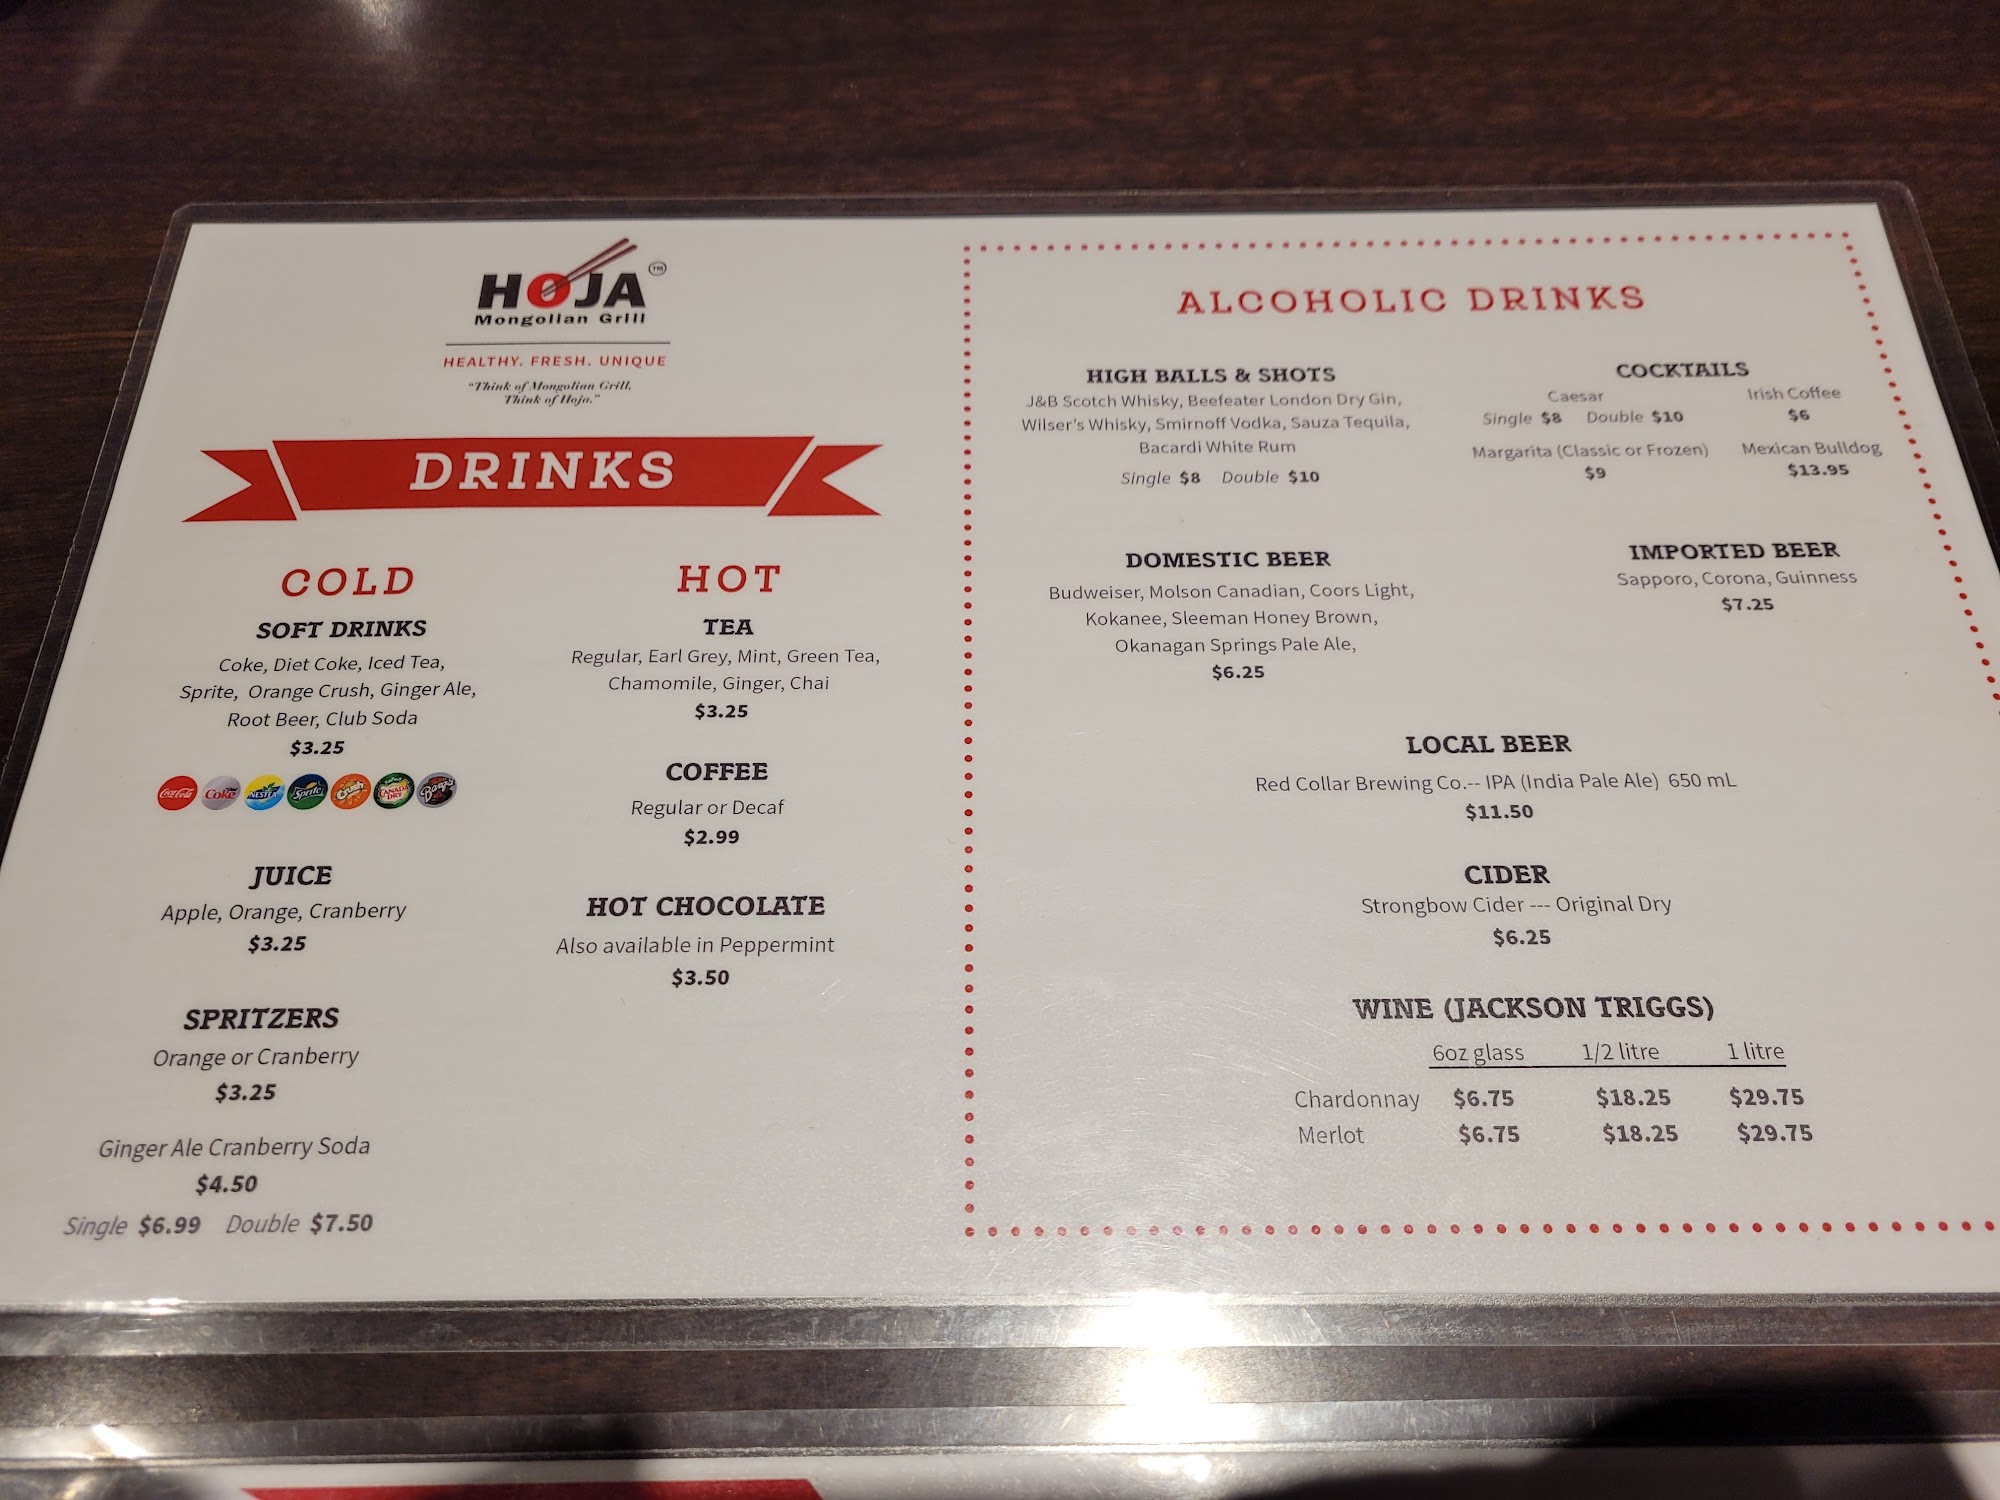 HOJA TM
Mongolian Grill
HEALTHY. FRESH. UNIQUE
"Think of Mongolian Grill,
Think of Hoja."
DRINKS
COLD
SOFT DRINKS
Coke, Diet Coke, Iced Tea,
Sprite, Orange Crush, Ginger Ale,
Root Beer, Club Soda
$3.25
Coca-Cola Coke NESTEA Sprite Crush CANADA DRY Barq's
JUICE
Apple, Orange, Cranberry
$3.25
SPRITZERS
Orange or Cranberry
$3.25
Ginger Ale Cranberry Soda
$4.50
Single $6.99 Double $7.50
HOT
TEA
Regular, Earl Grey, Mint, Green Tea,
Chamomile, Ginger, Chai
$3.25
COFFEE
Regular or Decaf
$2.99
HOT CHOCOLATE
Also available in Peppermint
$3.50
ALCOHOLIC DRINKS
HIGH BALLS & SHOTS
J&B Scotch Whisky, Beefeater London Dry Gin,
Wilser's Whisky, Smirnoff Vodka, Sauza Tequila,
Bacardi White Rum
Single $8 Double $10
COCKTAILS
Caesar
Single $8 Double $10
Irish Coffee
$6
Margarita (Classic or Frozen)
$9
Mexican Bulldog
$13.95
DOMESTIC BEER
Budweiser, Molson Canadian, Coors Light,
Kokanee, Sleeman Honey Brown,
Okanagan Springs Pale Ale,
$6.25
IMPORTED BEER
Sapporo, Corona, Guinness
$7.25
LOCAL BEER
Red Collar Brewing Co.-- IPA (India Pale Ale) 650 mL
$11.50
CIDER
Strongbow Cider --- Original Dry
$6.25
WINE (JACKSON TRIGGS)
6oz glass 1/2 litre 1 litre
Chardonnay $6.75 $18.25 $29.75
Merlot $6.75 $18.25 $29.75